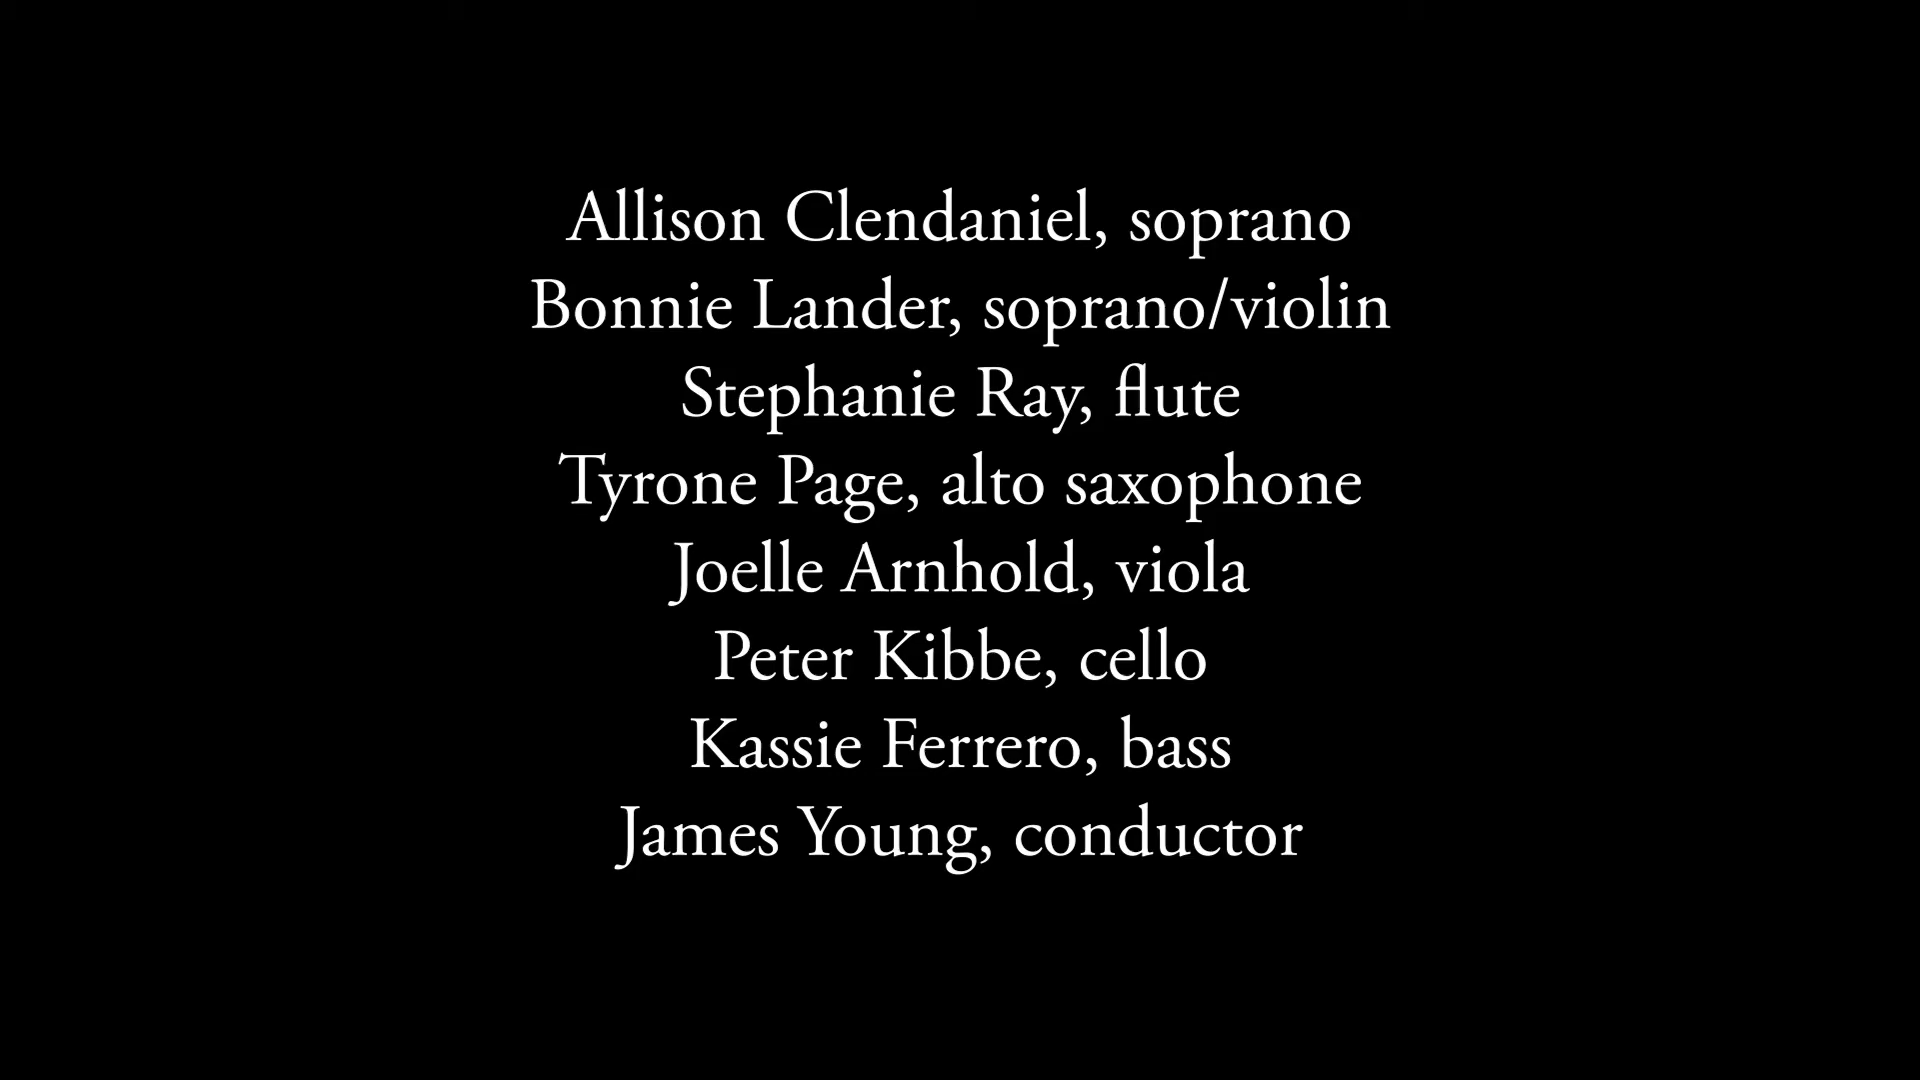 Allison Clendaniel, soprano
Bonnie Lander, soprano/violin
Stephanie Ray, flute
Tyrone Page, alto saxophone
Joelle Arnhold, viola
Peter Kibbe, cello
Kassie Ferrero, bass
James Young, conductor